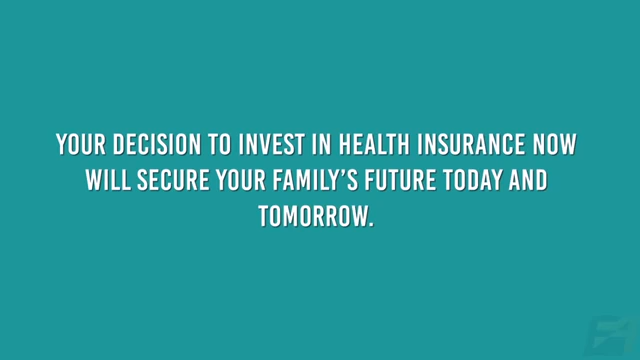 YOUR DECISION TO INVEST IN HEALTH INSURANCE NOW
WILL SECURE YOUR FAMILY'S FUTURE TODAY AND
TOMORROW.